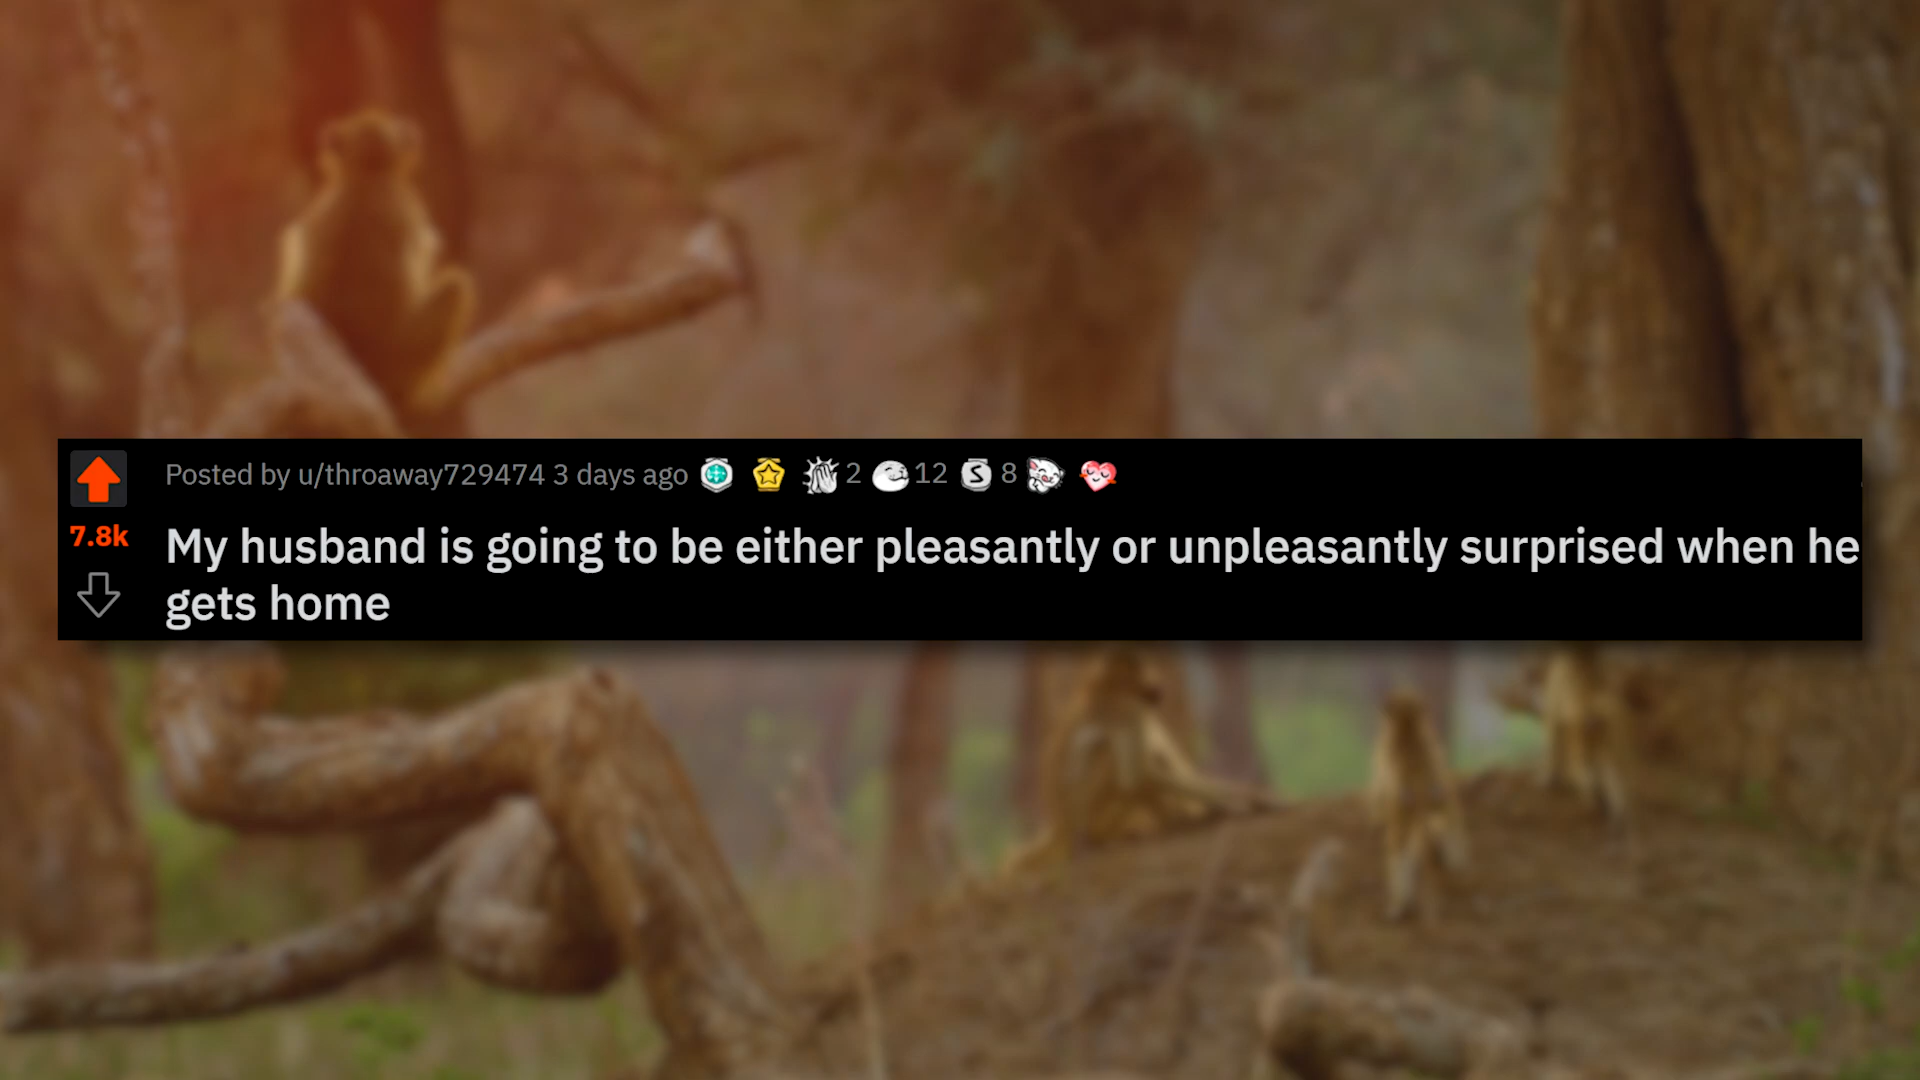 Posted by u/throaway729474 3 days ago 2 12 S 8
7.8k
My husband is going to be either pleasantly or unpleasantly surprised when he
gets home